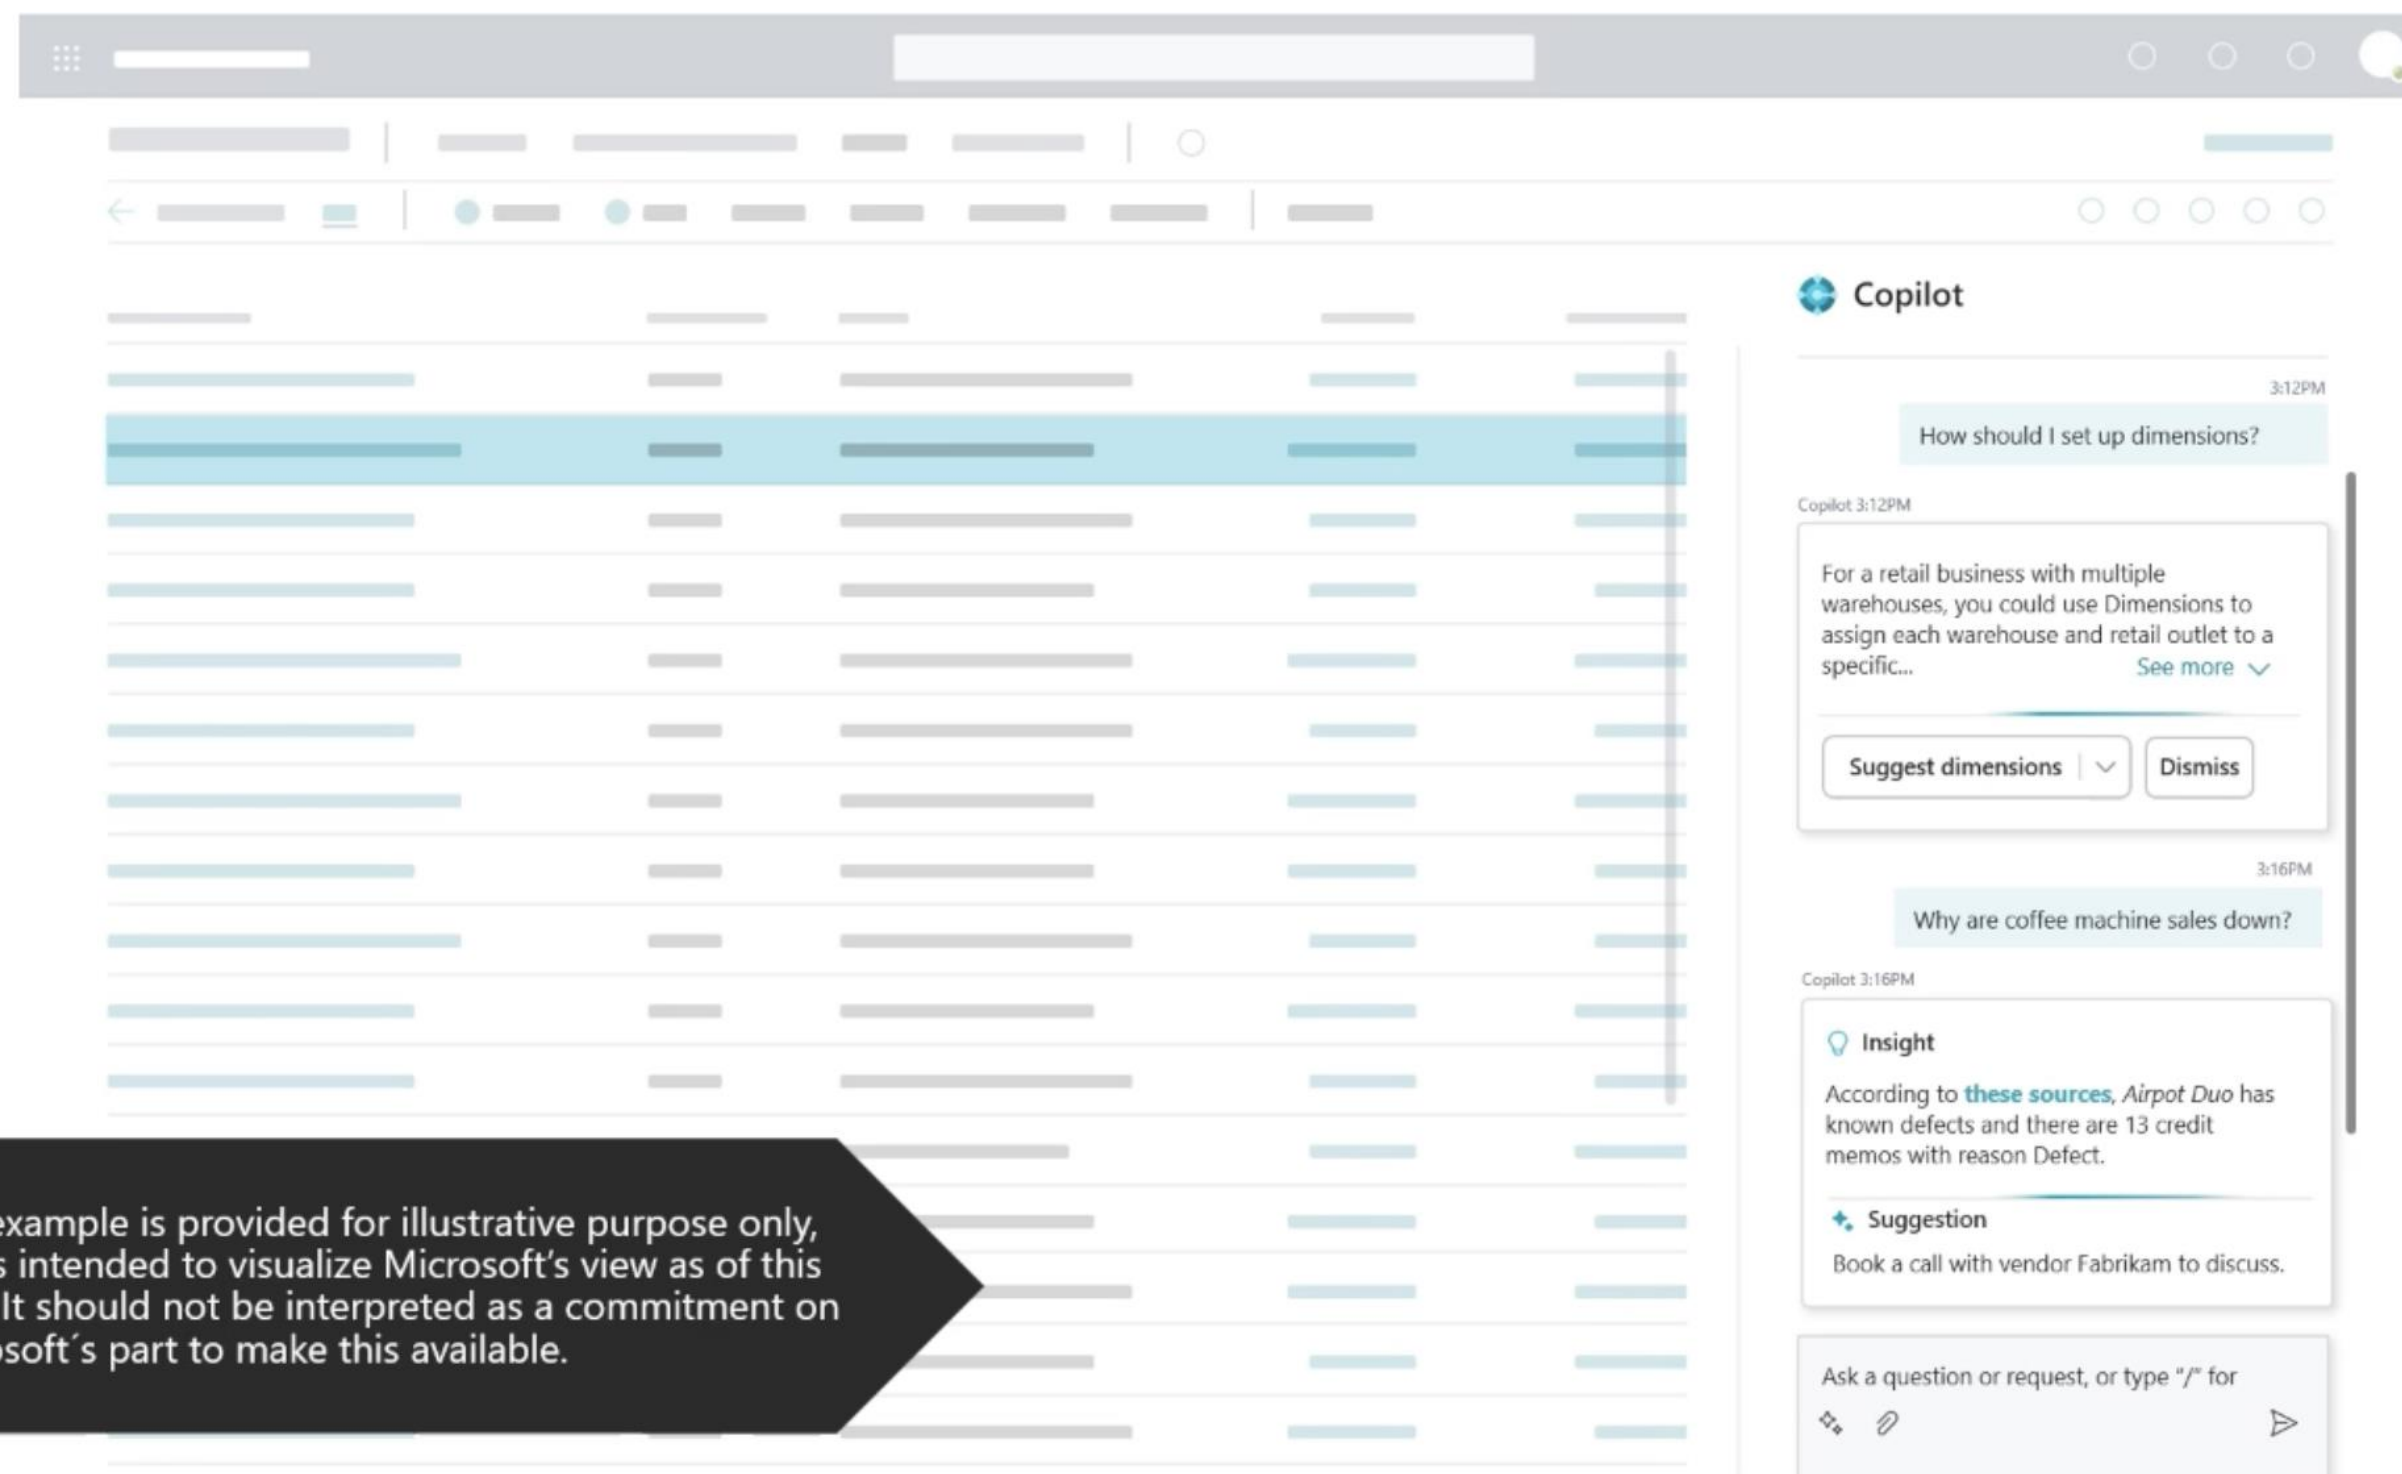 Copilot
3:12PM
How should I set up dimensions?
Copilot 3:12PM
For a retail business with multiple
warehouses, you could use Dimensions to
assign each warehouse and retail outlet to a
specific...
See more
Suggest dimensions
Dismiss
3:16PM
Why are coffee machine sales down?
Copilot 3:16PM
Insight
According to these sources, Airpot Duo has
known defects and there are 13 credit
memos with reason Defect.
Suggestion
Book a call with vendor Fabrikam to discuss.
Ask a question or request, or type "/" for
example is provided for illustrative purpose only,
s intended to visualize Microsoft's view as of this
It should not be interpreted as a commitment on
osoft´s part to make this available.